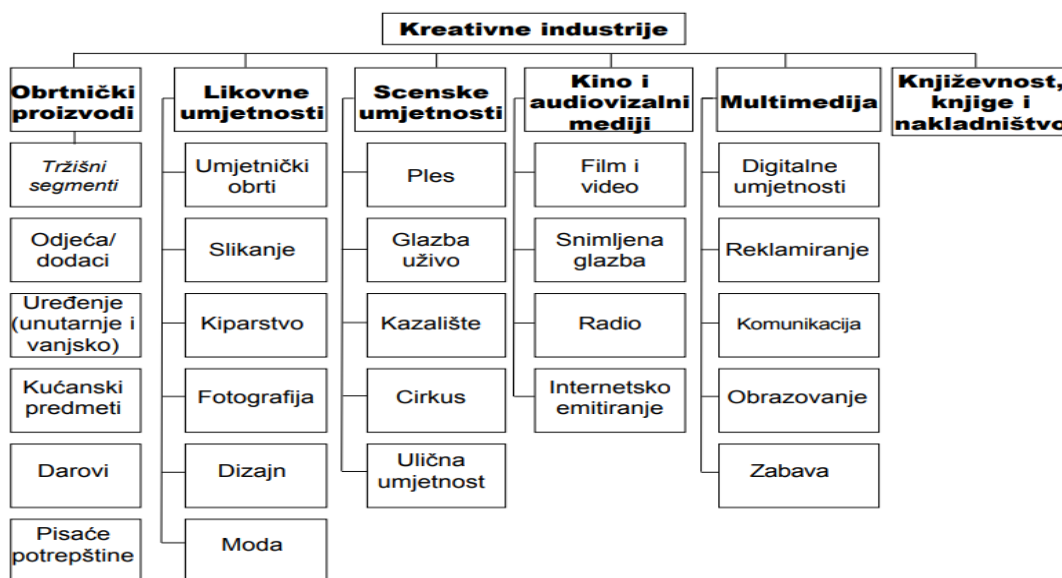 Kreativne industrije
Obrtnički
proizvodi
Likovne
umjetnosti
Scenske
umjetnosti
Kino i
audiovizalni
mediji
Multimedija
Književnost,
knjige i
nakladništvo
Tržišni
segmenti
Odjeća/
dodaci
Uređenje
(unutarnje i
vanjsko)
Kućanski
predmeti
Darovi
Pisaće
potrepštine
Umjetnički
obrti
Slikanje
Kiparstvo
Fotografija
Dizajn
Moda
Ples
Glazba
uživo
Kazalište
Cirkus
Ulična
umjetnost
Film i
video
Snimljena
glazba
Radio
Internetsko
emitiranje
Digitalne
umjetnosti
Reklamiranje
Komunikacija
Obrazovanje
Zabava